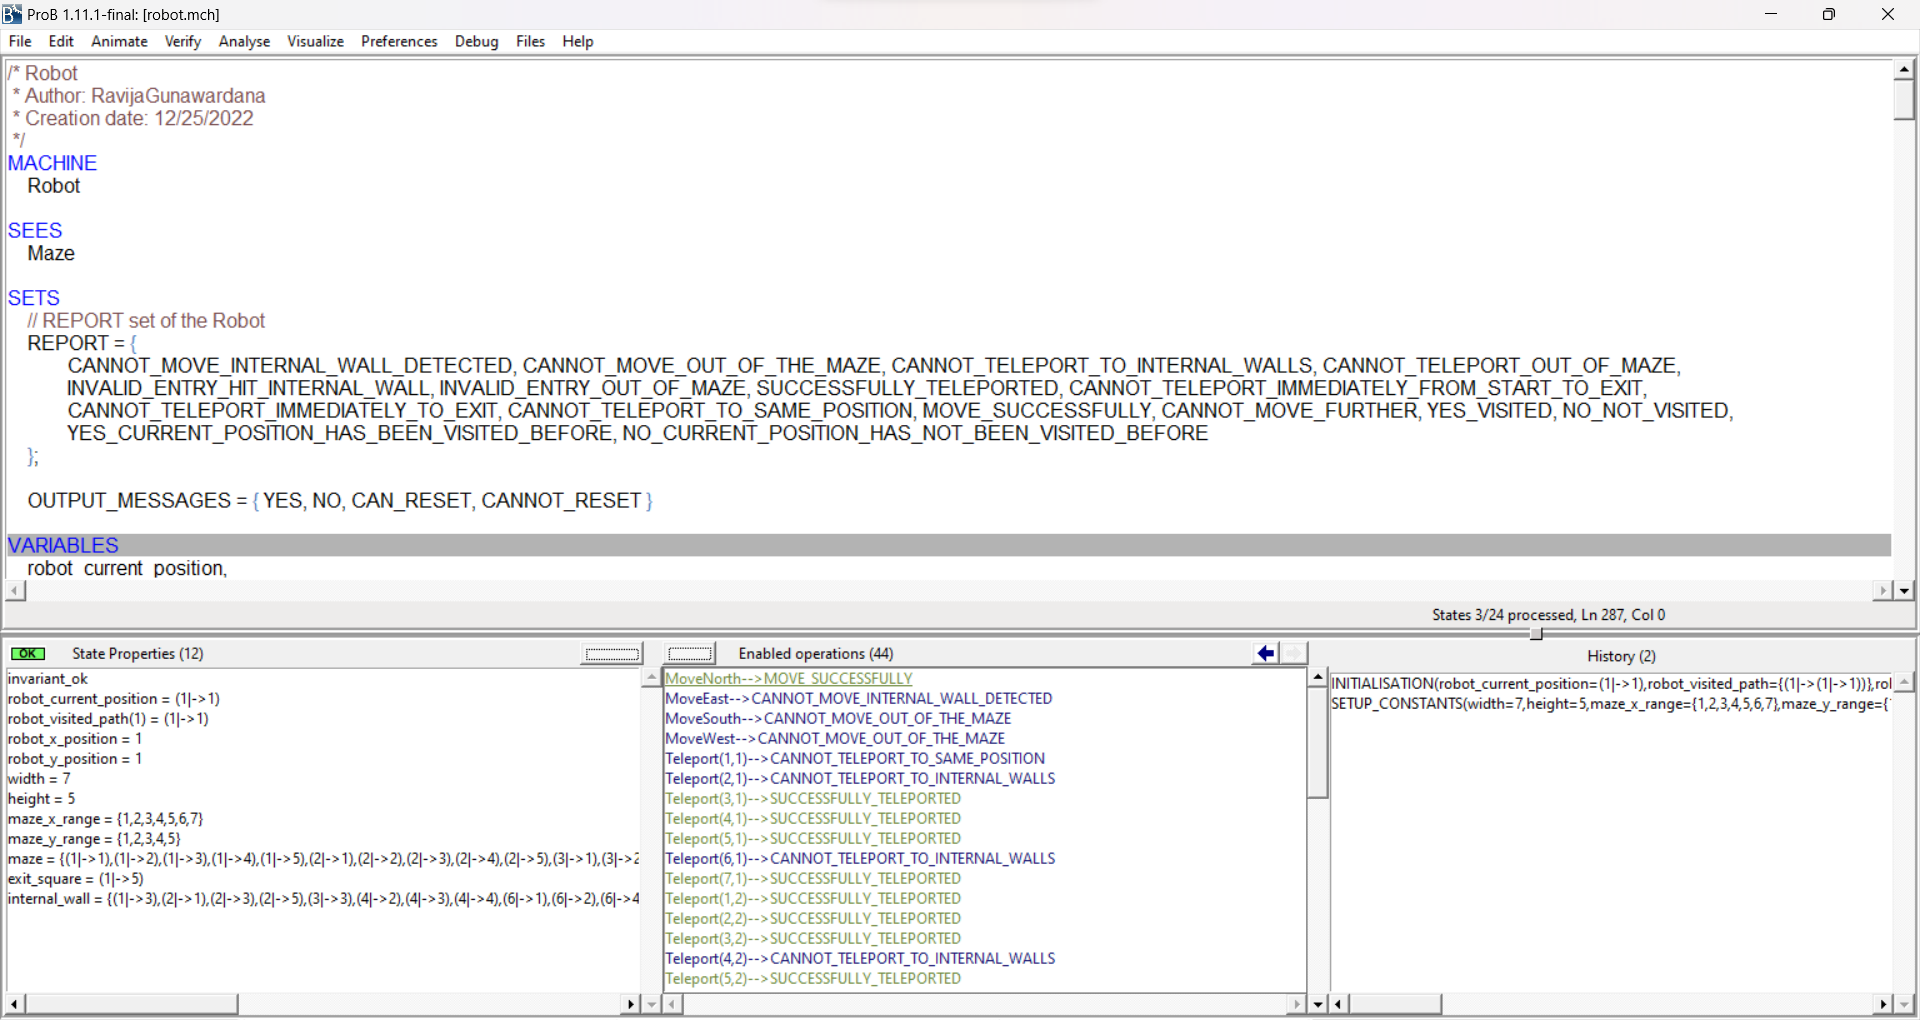 ProB 1.11.1-final: [robot.mch]
File Edit Animate Verify Analyse Visualize Preferences Debug Files Help
/* Robot
* Author: RavijaGunawardana
* Creation date: 12/25/2022
*/
MACHINE
Robot
SEES
Maze
SETS
// REPORT set of the Robot
REPORT = {
CANNOT_MOVE_INTERNAL_WALL_DETECTED, CANNOT_MOVE_OUT_OF_THE_MAZE, CANNOT_TELEPORT_TO_INTERNAL_WALLS, CANNOT_TELEPORT_OUT_OF_MAZE,
INVALID_ENTRY_HIT_INTERNAL_WALL, INVALID_ENTRY_OUT_OF_MAZE, SUCCESSFULLY_TELEPORTED, CANNOT_TELEPORT_IMMEDIATELY_FROM_START_TO_EXIT,
CANNOT_TELEPORT_IMMEDIATELY_TO_EXIT, CANNOT_TELEPORT_TO_SAME_POSITION, MOVE_SUCCESSFULLY, CANNOT_MOVE_FURTHER, YES_VISITED, NO_NOT_VISITED,
YES_CURRENT_POSITION_HAS_BEEN_VISITED_BEFORE, NO_CURRENT_POSITION_HAS_NOT_BEEN_VISITED_BEFORE
};
OUTPUT_MESSAGES = { YES, NO, CAN_RESET, CANNOT_RESET }
VARIABLES
robot_current_position,
States 3/24 processed, Ln 287, Col 0
OK State Properties (12)
invariant_ok
robot_current_position = (1|->1)
robot_visited_path(1) = (1|->1)
robot_x_position = 1
robot_y_position = 1
width = 7
height = 5
maze_x_range = {1,2,3,4,5,6,7}
maze_y_range = {1,2,3,4,5}
maze = {(1|->1),(1|->2),(1|->3),(1|->4),(1|->5),(2|->1),(2|->2),(2|->3),(2|->4),(2|->5),(3|->1),(3|->2
exit_square = (1|->5)
internal_wall = {(1|->3),(2|->1),(2|->3),(2|->5),(3|->3),(4|->2),(4|->3),(4|->4),(6|->1),(6|->2),(6|->4
Enabled operations (44)
MoveNorth-->MOVE_SUCCESSFULLY
MoveEast-->CANNOT_MOVE_INTERNAL_WALL_DETECTED
MoveSouth-->CANNOT_MOVE_OUT_OF_THE_MAZE
MoveWest-->CANNOT_MOVE_OUT_OF_THE_MAZE
Teleport(1,1)-->CANNOT_TELEPORT_TO_SAME_POSITION
Teleport(2,1)-->CANNOT_TELEPORT_TO_INTERNAL_WALLS
Teleport(3,1)-->SUCCESSFULLY_TELEPORTED
Teleport(4,1)-->SUCCESSFULLY_TELEPORTED
Teleport(5,1)-->SUCCESSFULLY_TELEPORTED
Teleport(6,1)-->CANNOT_TELEPORT_TO_INTERNAL_WALLS
Teleport(7,1)-->SUCCESSFULLY_TELEPORTED
Teleport(1,2)-->SUCCESSFULLY_TELEPORTED
Teleport(2,2)-->SUCCESSFULLY_TELEPORTED
Teleport(3,2)-->SUCCESSFULLY_TELEPORTED
Teleport(4,2)-->CANNOT_TELEPORT_TO_INTERNAL_WALLS
Teleport(5,2)-->SUCCESSFULLY_TELEPORTED
History (2)
INITIALISATION(robot_current_position=(1|->1),robot_visited_path={(1|->(1|->1))},rol
SETUP_CONSTANTS(width=7,height=5,maze_x_range={1,2,3,4,5,6,7},maze_y_range={